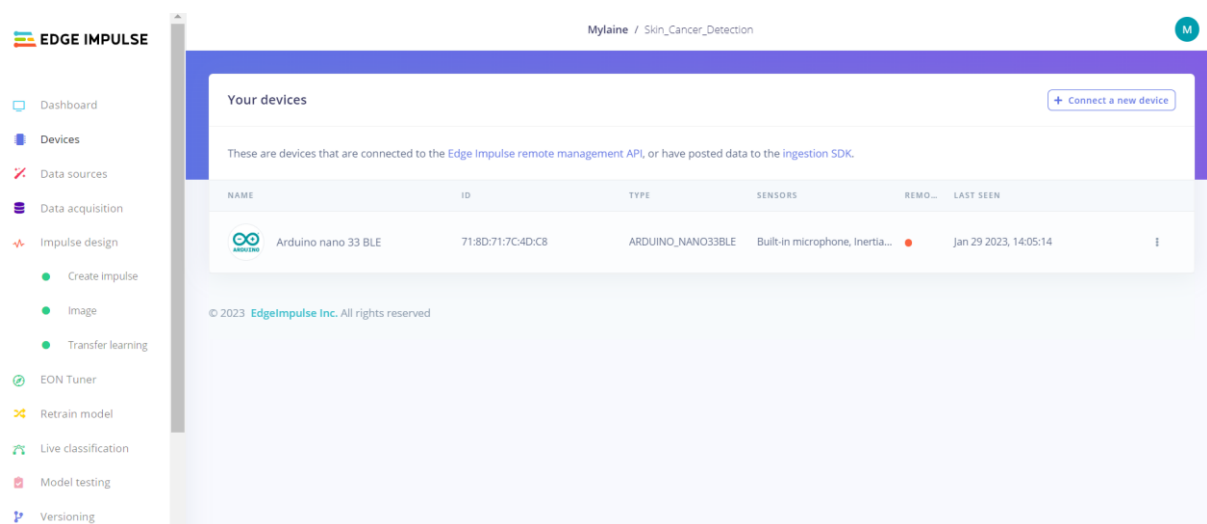 EDGE IMPULSE
Mylaine / Skin_Cancer_Detection
M
Dashboard
Devices
Data sources
Data acquisition
Impulse design
Create impulse
Image
Transfer learning
EON Tuner
Retrain model
Live classification
Model testing
Versioning
Your devices
+ Connect a new device
These are devices that are connected to the Edge Impulse remote management API, or have posted data to the ingestion SDK.
NAME ID TYPE SENSORS REMO... LAST SEEN
ARDUINO Arduino nano 33 BLE 71:8D:71:7C:4D:C8 ARDUINO_NANO33BLE Built-in microphone, Inertia... Jan 29 2023, 14:05:14
© 2023 EdgeImpulse Inc. All rights reserved